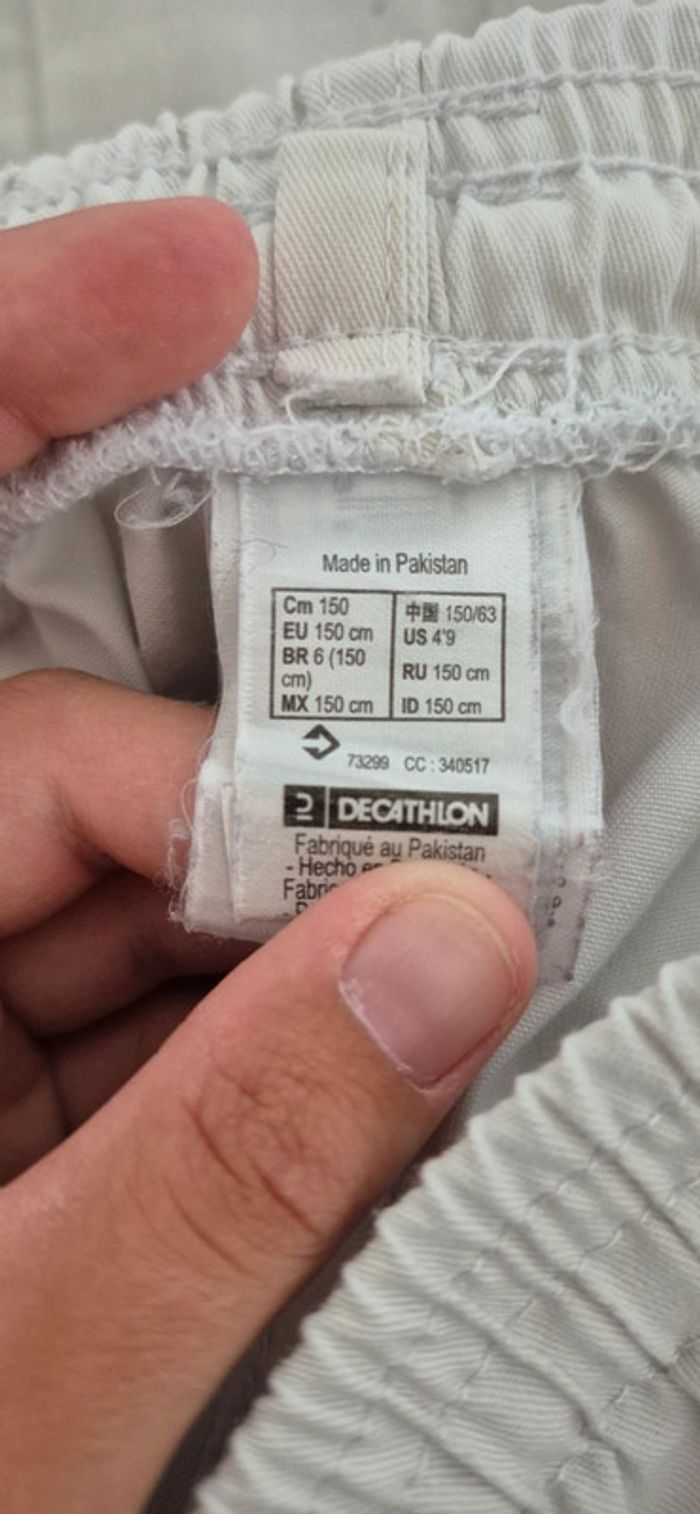 Made in Pakistan
Cm 150
EU 150 cm
BR 6 (150
cm)
MX 150 cm
中国 150/63
US 4'9
RU 150 cm
ID 150 cm
73299 CC : 340517
DECATHLON
Fabriqué au Pakistan
- Hecho